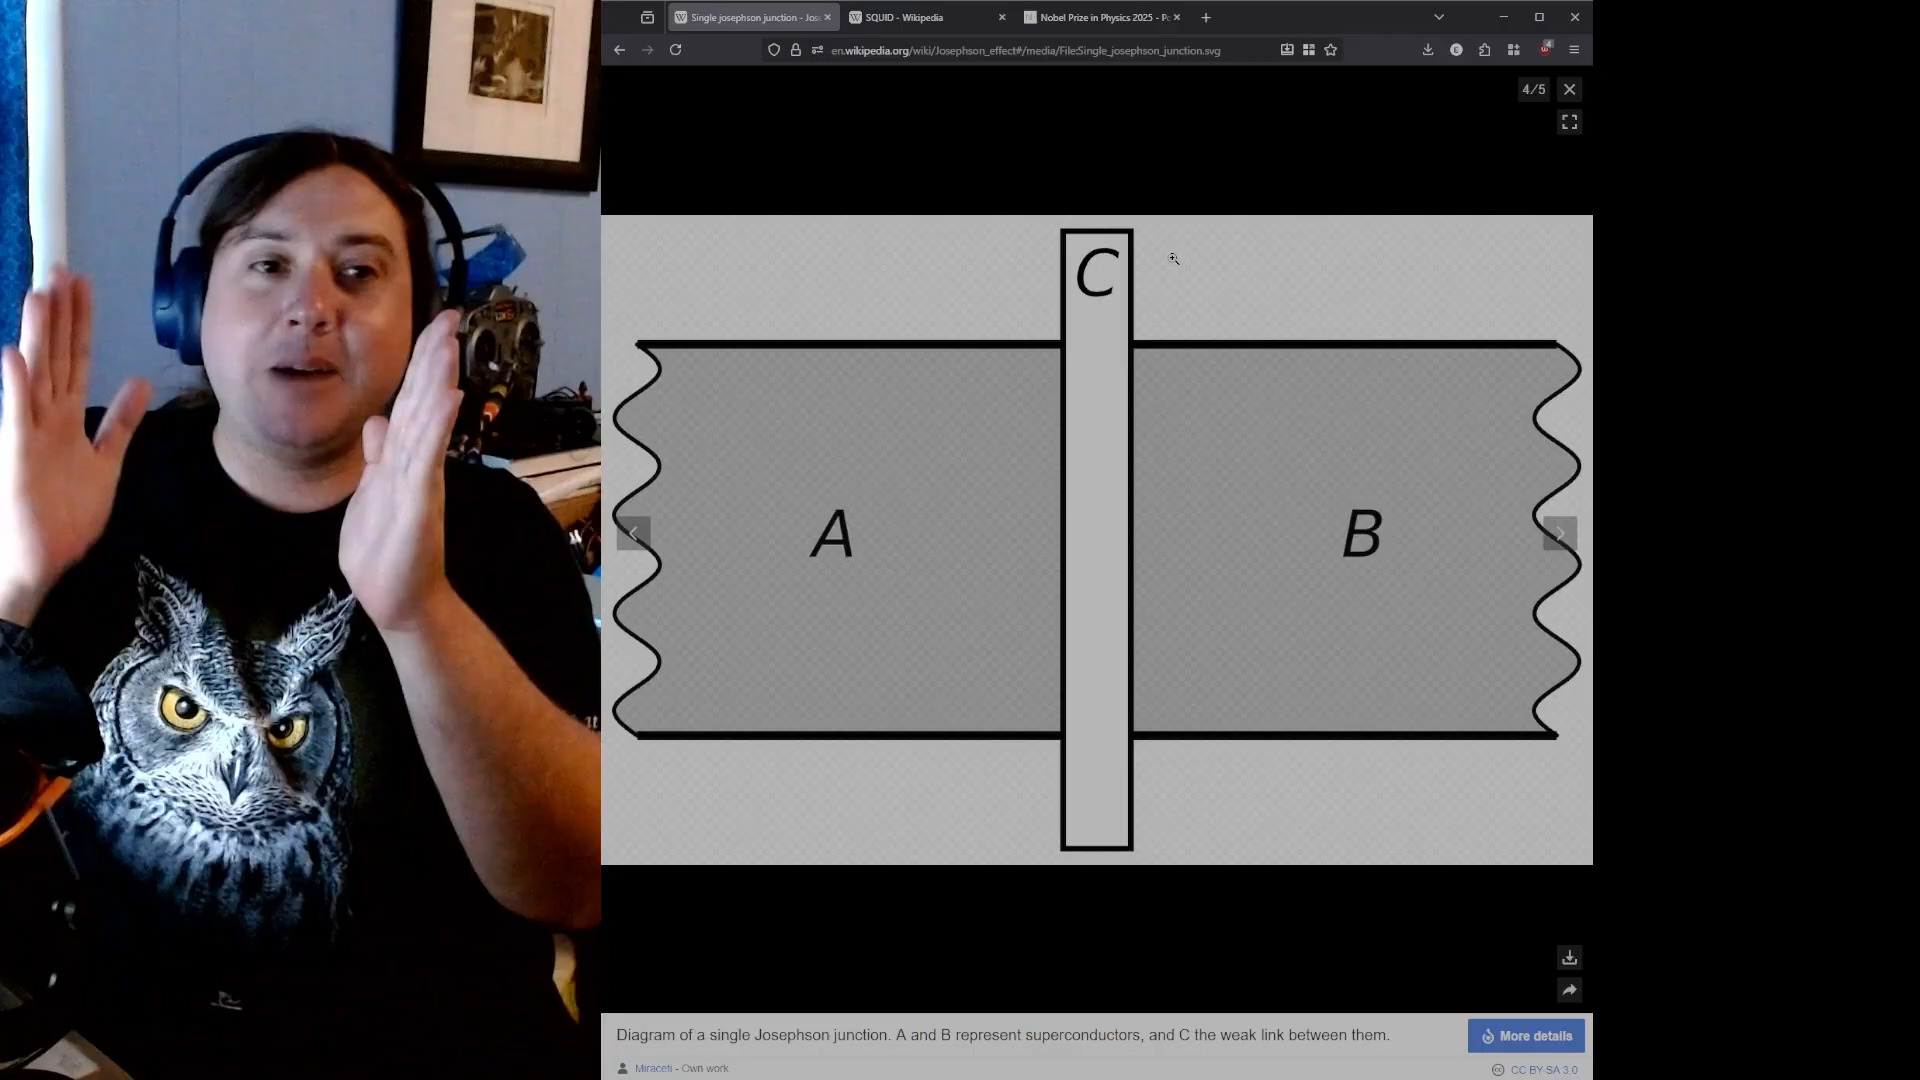 Single josephson junction - Jos
SQUID - Wikipedia
Nobel Prize in Physics 2025 - Po
en.wikipedia.org/wiki/Josephson_effect#/media/File:Single_josephson_junction.svg
4
4/5
C
A
B
Diagram of a single Josephson junction. A and B represent superconductors, and C the weak link between them.
More details
Miraceti - Own work
CC BY-SA 3.0